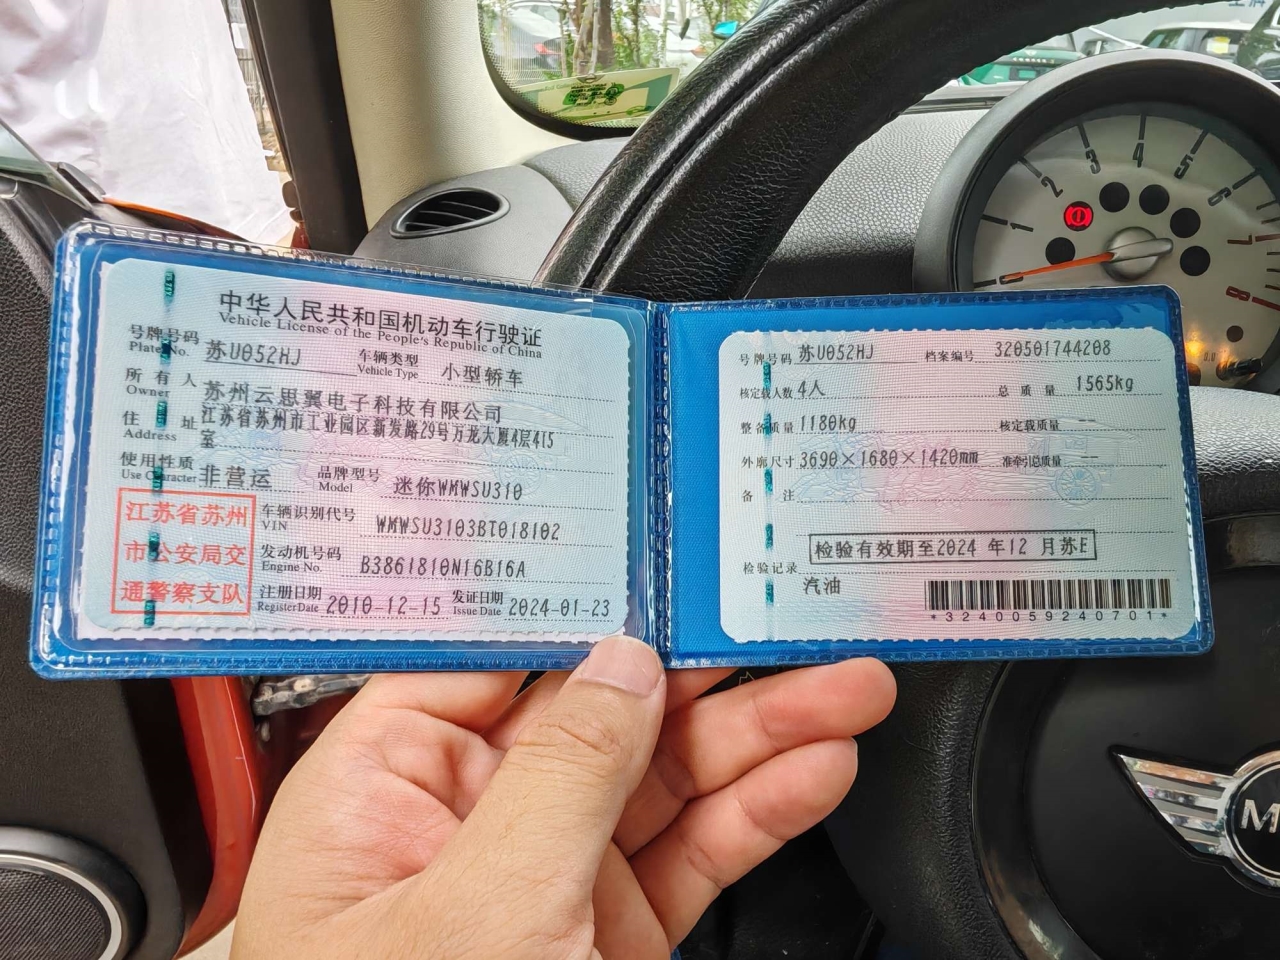 中华人民共和国机动车行驶证
Vehicle License of the People's Republic of China
号牌号码 苏U052HJ 车辆类型 小型轿车
Plate No. Vehicle Type
所有人 苏州云思翼电子科技有限公司
Owner
住址 江苏省苏州市工业园区新发路29号万龙大厦4层415
Address 室
使用性质 非营运 品牌型号 迷你WMWSU310
Use Character Model
江苏省苏州
市公安局交
通警察支队
车辆识别代号 WMWSU3103BT018102
VIN
发动机号码 B3861810N16B16A
Engine No.
注册日期 2010-12-15 发证日期 2024-01-23
Register Date Issue Date
号牌号码 苏U052HJ 档案编号 320501744208
核定载人数 4人 总质量 1565kg
整备质量 1180kg 核定载质量 --
外廓尺寸 3690×1680×1420mm 准牵引总质量 --
备注
检验有效期至2024 年12 月苏E
检验记录
汽油
*3240059240701*
1
2
3
4
5
6
7
8
M